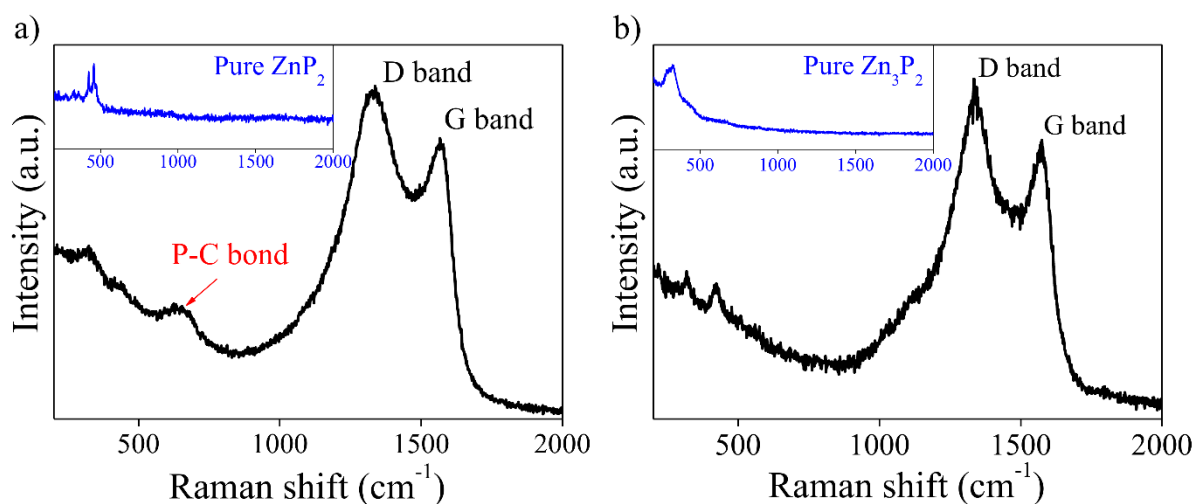 a)
Pure ZnP2
500 1000 1500 2000
D band
G band
P-C bond
Intensity (a.u.)
500 1000 1500 2000
Raman shift (cm-1)
b)
Pure Zn3P2
500 1000 1500 2000
D band
G band
Intensity (a.u.)
500 1000 1500 2000
Raman shift (cm-1)